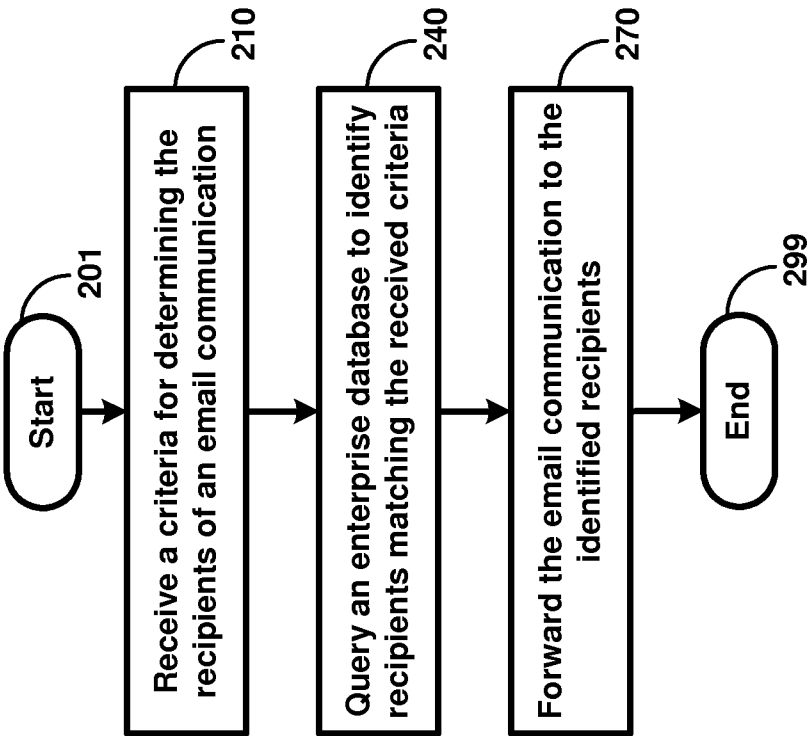 Start
201
Receive a criteria for determining the
recipients of an email communication
210
Query an enterprise database to identify
recipients matching the received criteria
240
Forward the email communication to the
identified recipients
270
End
299